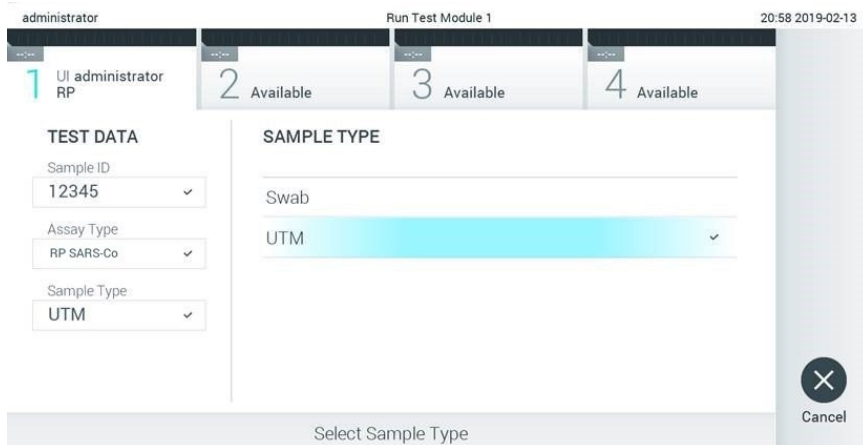 administrator
Run Test Module 1
20:58 2019-02-13
--:--
--:--
--:--
--:--
1 UI administrator
RP
2 Available
3 Available
4 Available
TEST DATA
Sample ID
12345
Assay Type
RP SARS-Co
Sample Type
UTM
SAMPLE TYPE
Swab
UTM
Cancel
Select Sample Type